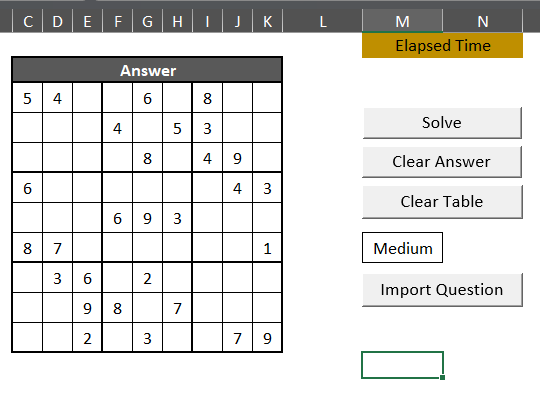 C D E F G H I J K L M N
Elapsed Time
Answer
5 4 6 8
4 5 3
Solve
8 4 9
Clear Answer
6 4 3
Clear Table
6 9 3
8 7 1
Medium
3 6 2
Import Question
9 8 7
2 3 7 9